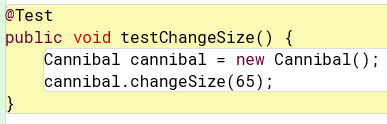 @Test
public void testChangeSize() {
    Cannibal cannibal = new Cannibal();
    cannibal.changeSize(65);
}